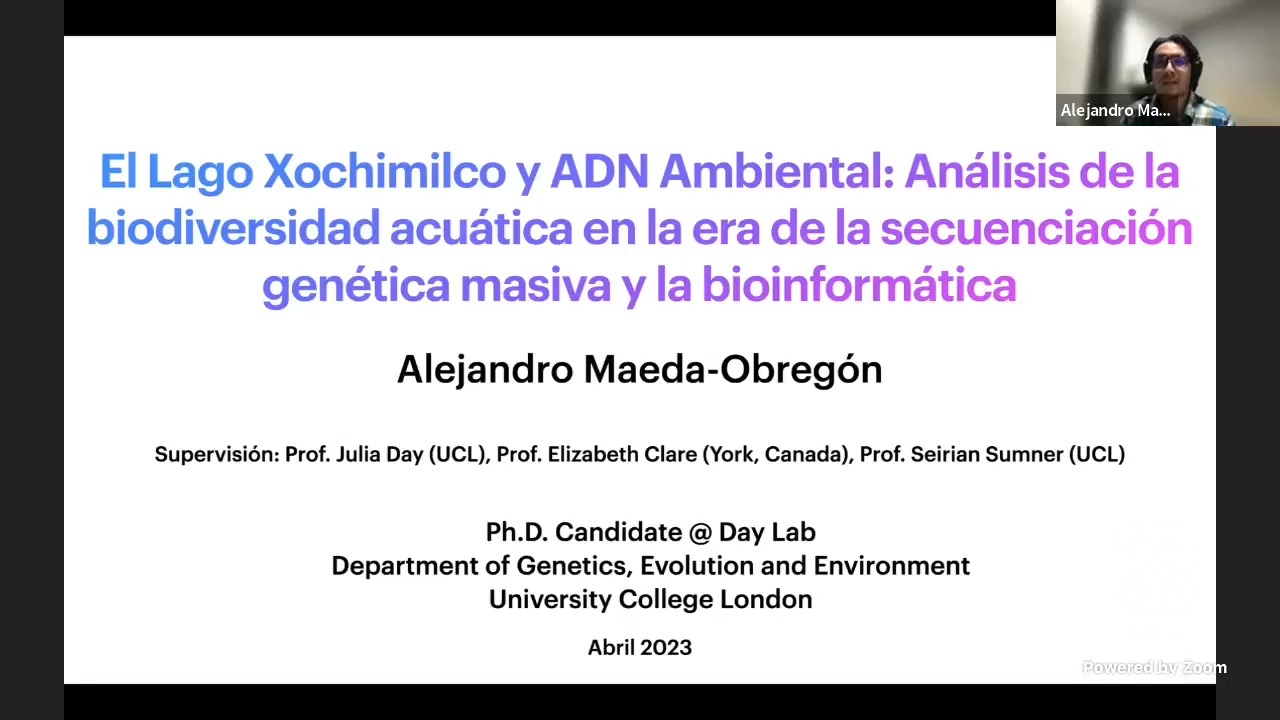 Alejandro Ma...
El Lago Xochimilco y ADN Ambiental: Análisis de la
biodiversidad acuática en la era de la secuenciación
genética masiva y la bioinformática
Alejandro Maeda-Obregón
Supervisión: Prof. Julia Day (UCL), Prof. Elizabeth Clare (York, Canada), Prof. Seirian Sumner (UCL)
Ph.D. Candidate @ Day Lab
Department of Genetics, Evolution and Environment
University College London
Abril 2023
Powered by Zoom